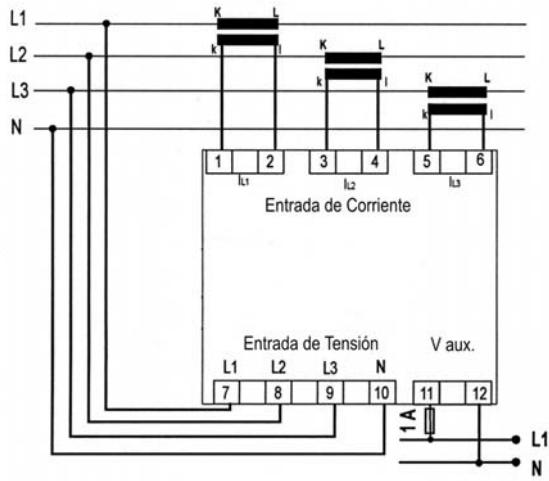 L1
K L
k l
L2
K L
k l
L3
K L
k l
N
1 2 3 4 5 6
IL1 IL2 IL3
Entrada de Corriente
Entrada de Tensión V aux.
L1 L2 L3 N
7 8 9 10 11 12
1 A
L1
N